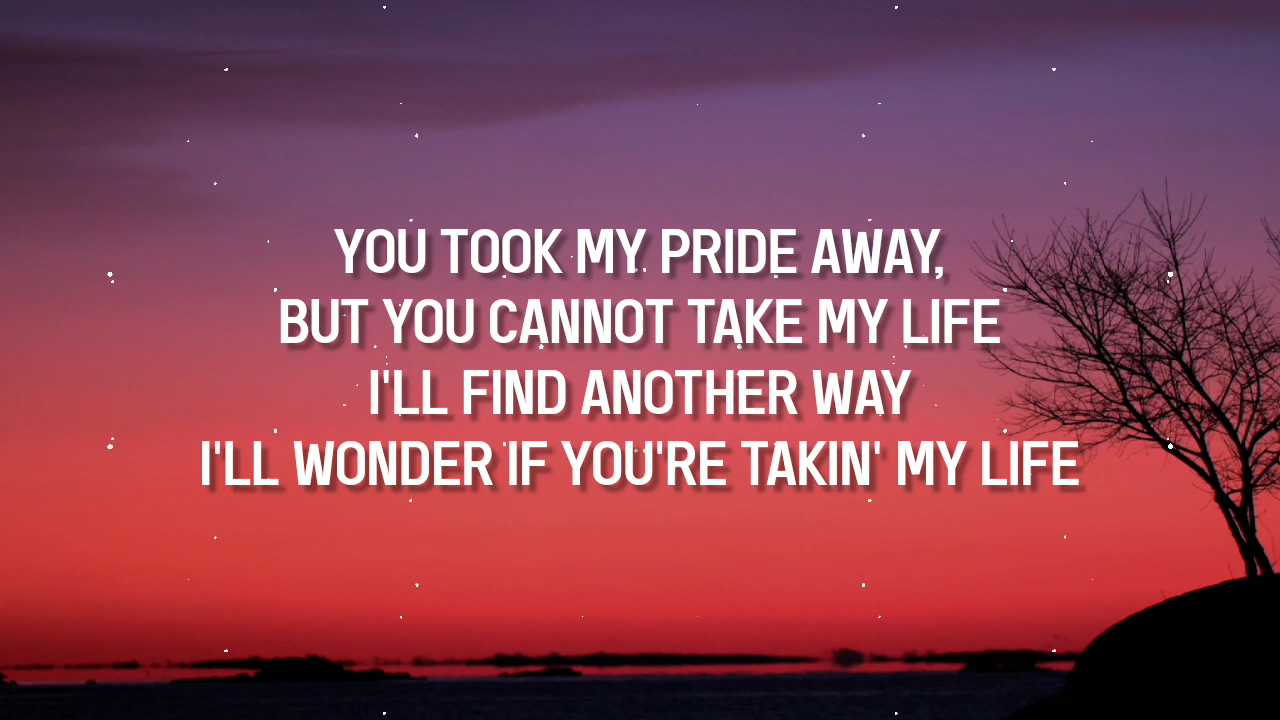 YOU TOOK MY PRIDE AWAY,
BUT YOU CANNOT TAKE MY LIFE
I'LL FIND ANOTHER WAY
I'LL WONDER IF YOU'RE TAKIN' MY LIFE